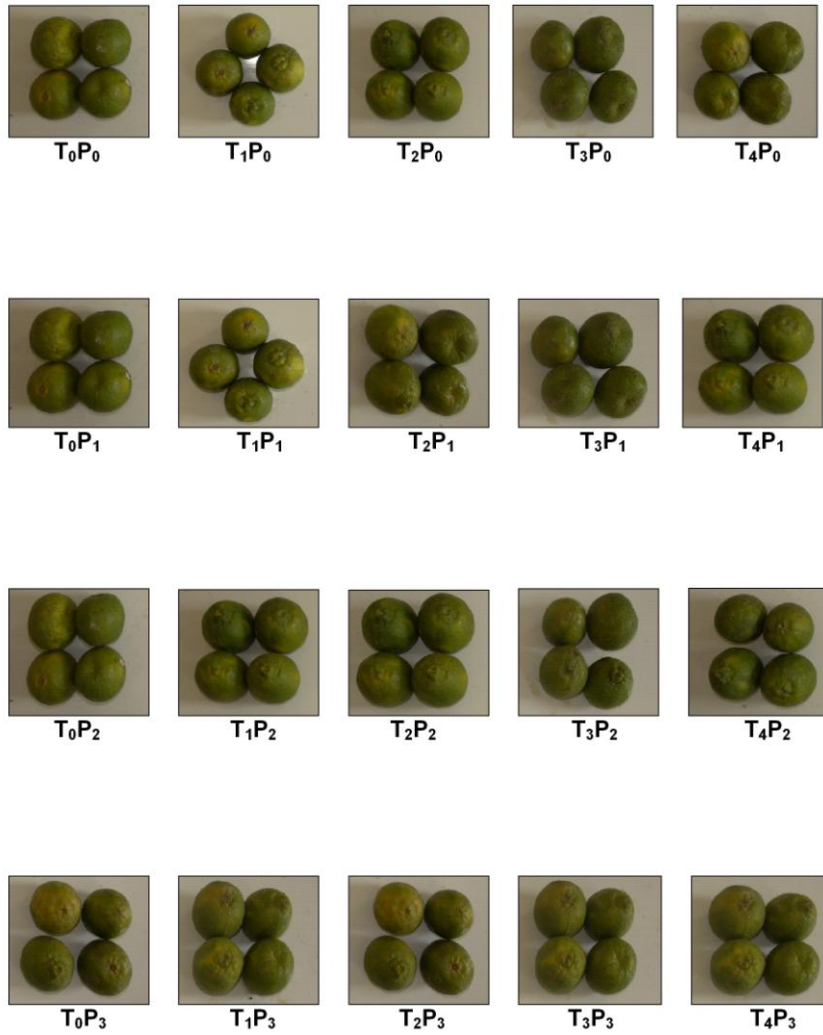 T₀P₀ T₁P₀ T₂P₀ T₃P₀ T₄P₀
T₀P₁ T₁P₁ T₂P₁ T₃P₁ T₄P₁
T₀P₂ T₁P₂ T₂P₂ T₃P₂ T₄P₂
T₀P₃ T₁P₃ T₂P₃ T₃P₃ T₄P₃